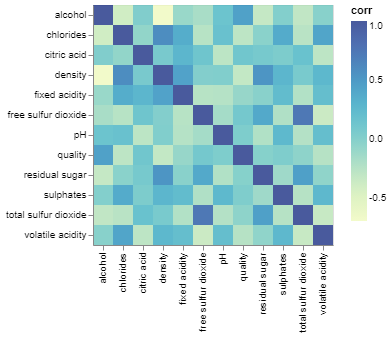 corr
alcohol
chlorides
citric acid
density
fixed acidity
free sulfur dioxide
pH
quality
residual sugar
sulphates
total sulfur dioxide
volatile acidity
1.0
0.5
0.0
-0.5
alcohol
chlorides
citric acid
density
fixed acidity
free sulfur dioxide
pH
quality
residual sugar
sulphates
total sulfur dioxide
volatile acidity